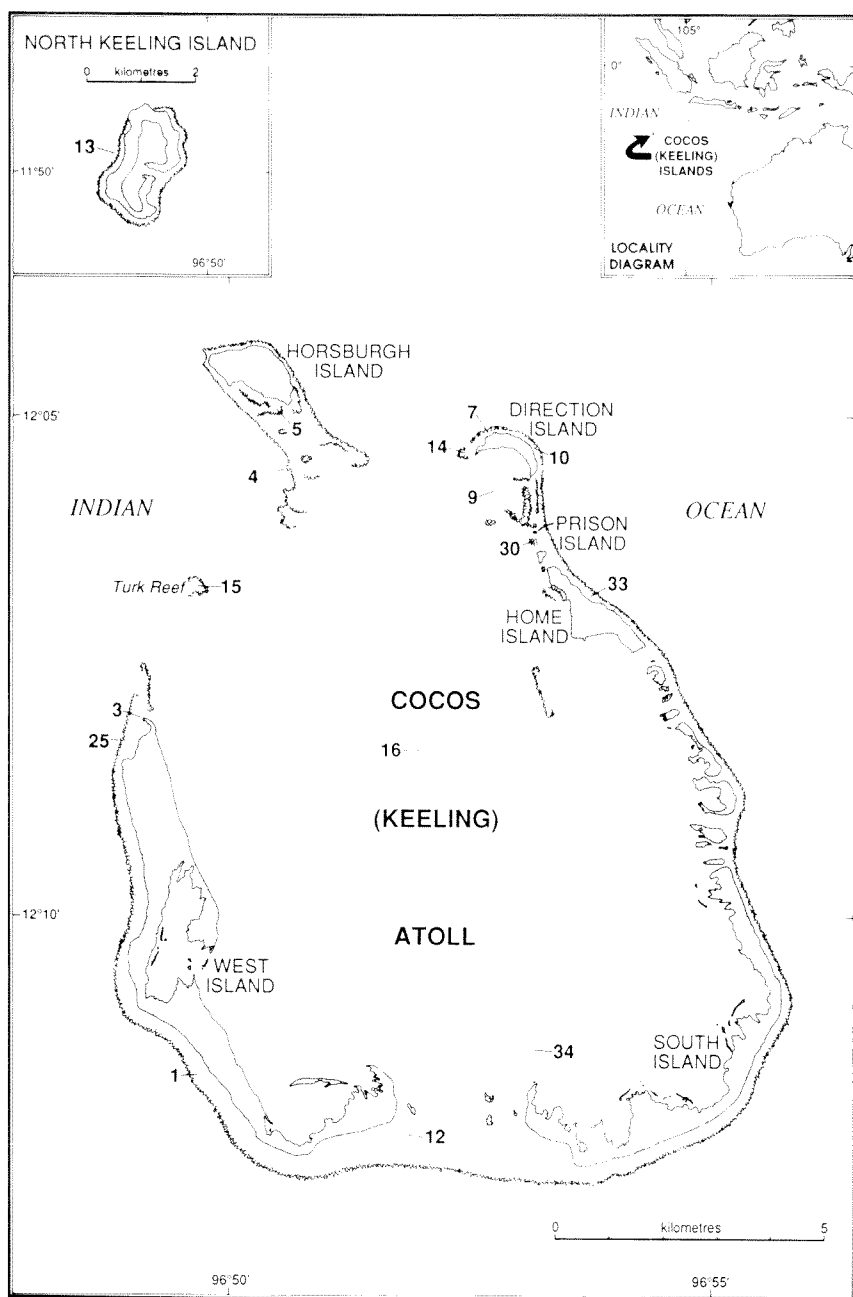 NORTH KEELING ISLAND
0 kilometres 2
13
11°50'
96°50'
105°
0°
INDIAN
COCOS
(KEELING)
ISLANDS
OCEAN
LOCALITY
DIAGRAM
HORSBURGH
ISLAND
12°05'
5
4
7
DIRECTION
ISLAND
14
10
9
INDIAN
OCEAN
PRISON
ISLAND
30
Turk Reef
15
33
HOME
ISLAND
COCOS
3
25
16
(KEELING)
12°10'
ATOLL
WEST
ISLAND
34
SOUTH
ISLAND
1
12
0 kilometres 5
96°50'
96°55'